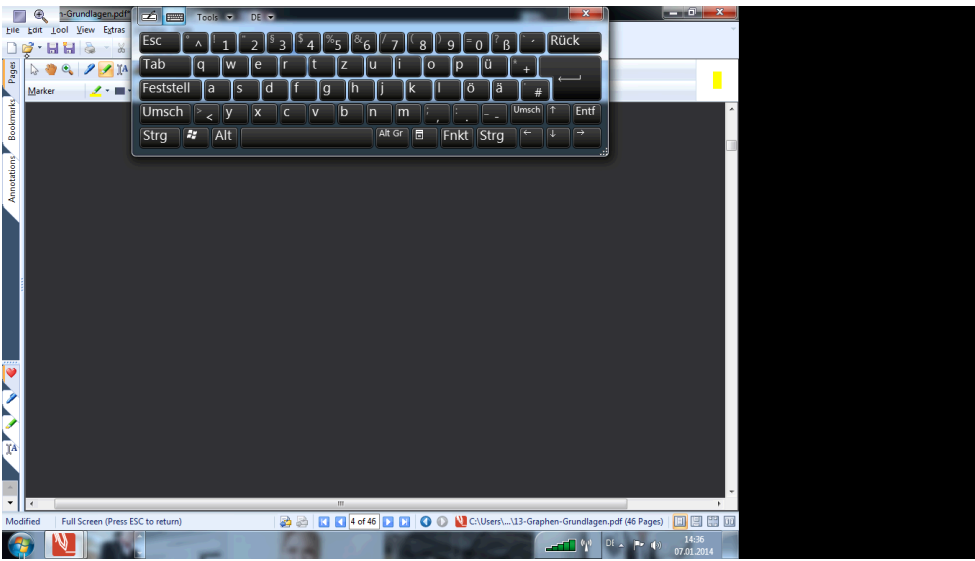 -Grundlagen.pdf*
Tools DE
File Edit Tool View Extras
Esc ° ^ ! 1 " 2 § 3 $ 4 % 5 & 6 / 7 ( 8 ) 9 = 0 ? ß ` ´ Rück
Tab q w e r t z u i o p ü * +
Feststell a s d f g h j k l ö ä ' #
Umsch > < y x c v b n m ; , : . _ - Umsch ↑ Entf
Strg Alt Alt Gr Fnkt Strg ← ↓ →
Marker
Pages
Bookmarks
Annotations
Modified Full Screen (Press ESC to return) 4 of 46 C:\Users\...\13-Graphen-Grundlagen.pdf (46 Pages)
DE 14:36
07.01.2014